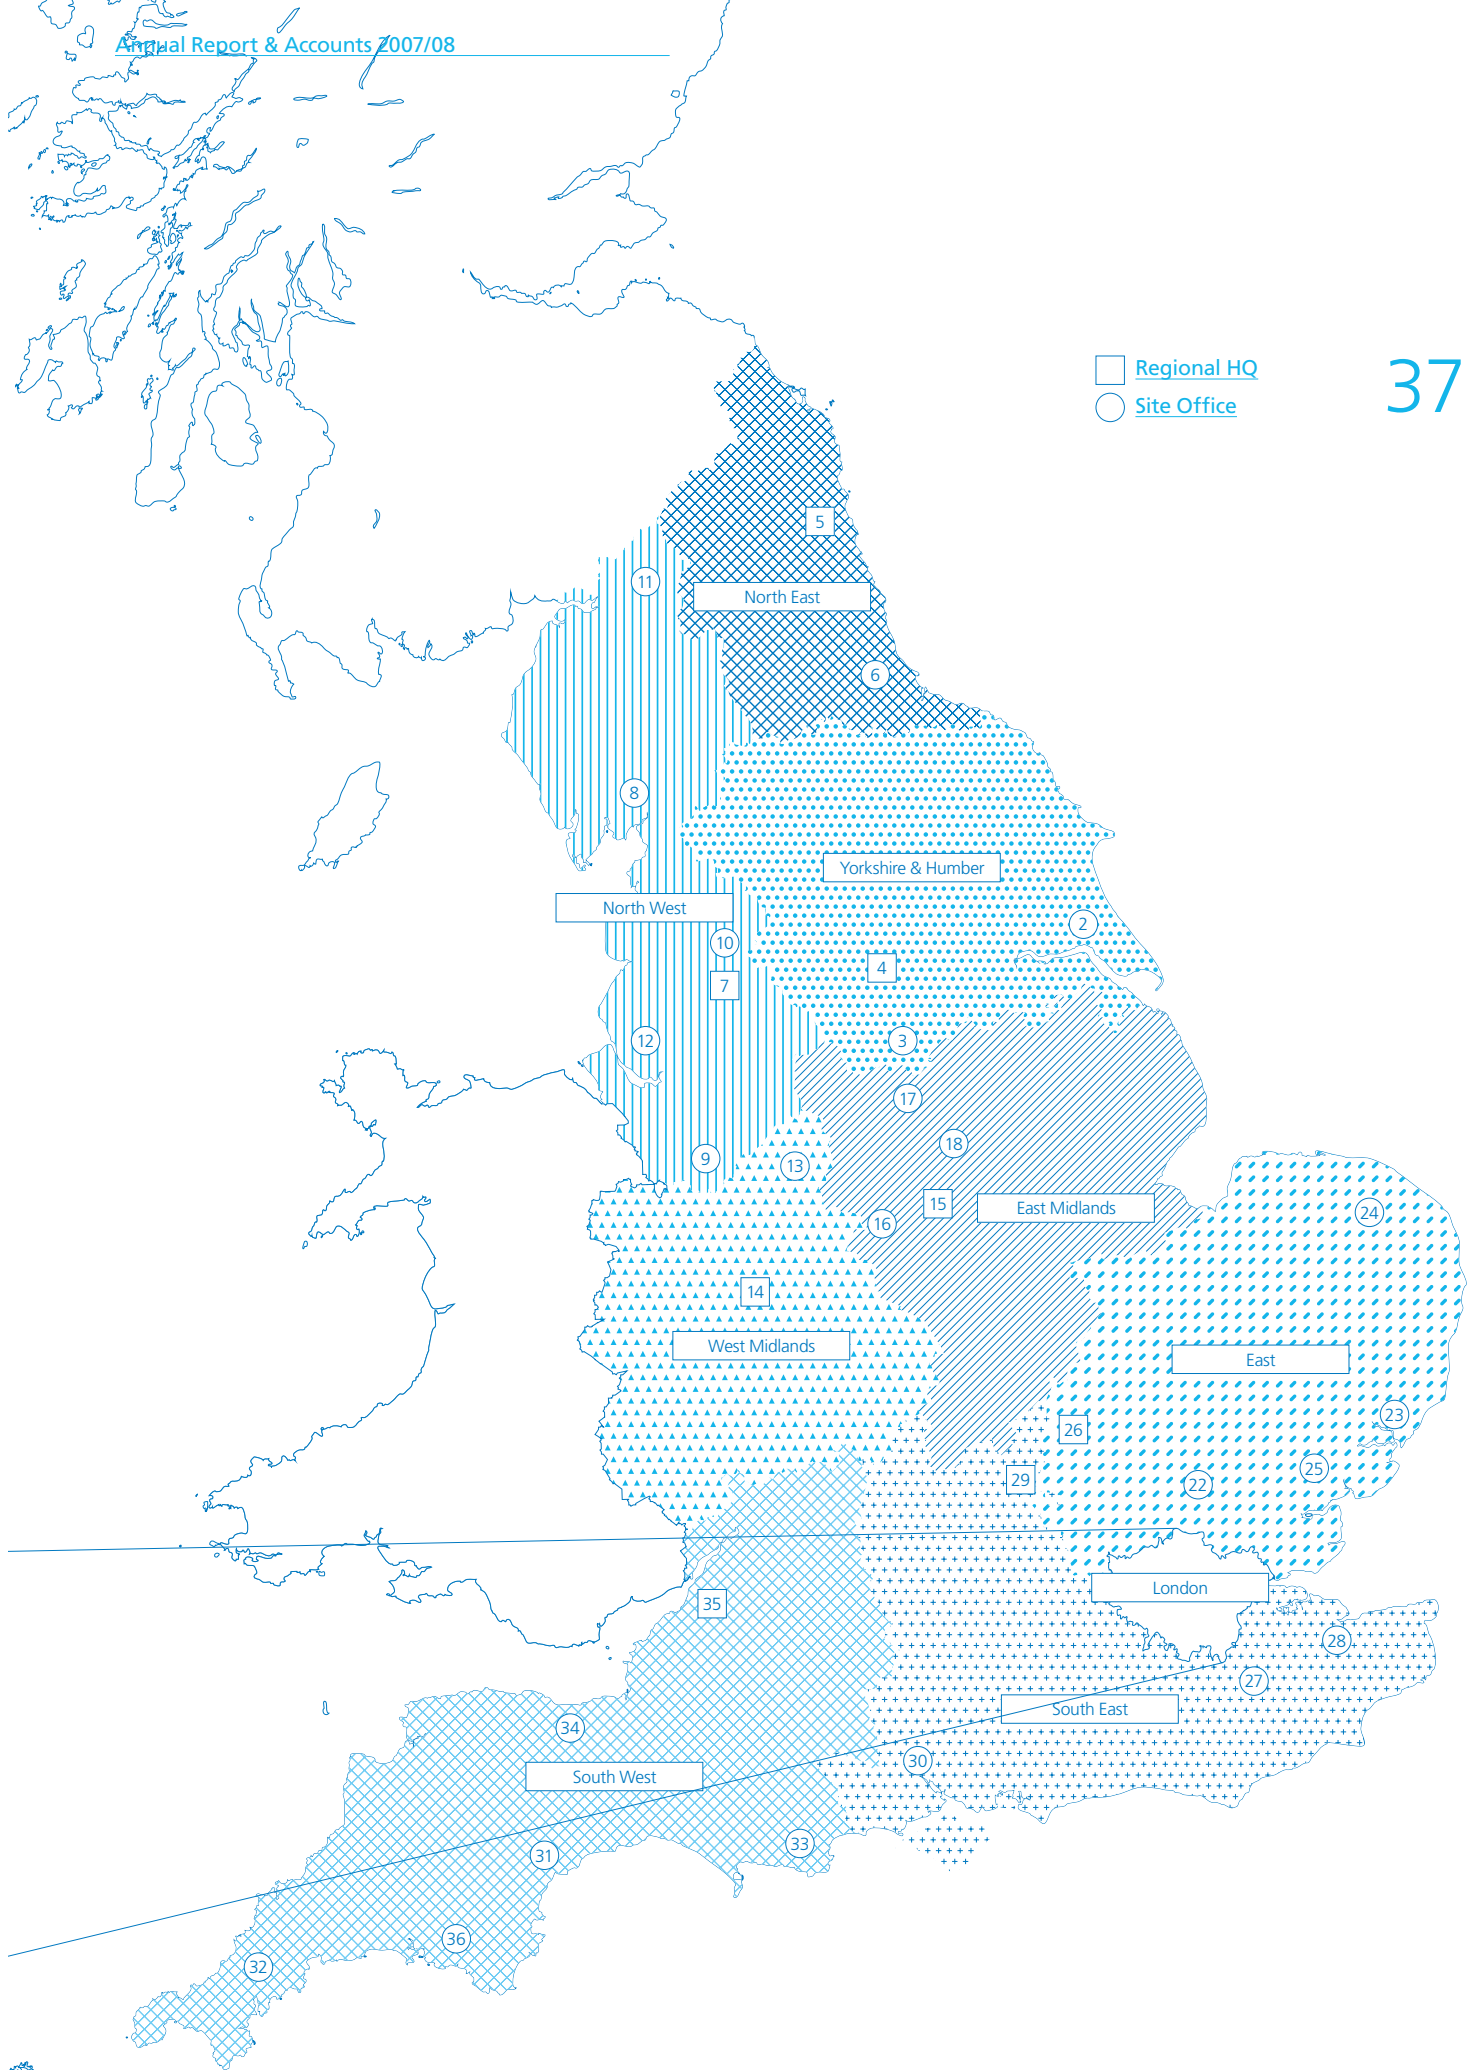 Annual Report & Accounts 2007/08
Regional HQ
37
Site Office
5
11
North East
6
8
Yorkshire & Humber
North West
2
10
4
7
12
3
17
18
9
13
15
East Midlands
24
16
14
West Midlands
East
23
26
25
29
22
London
35
28
27
South East
34
30
South West
33
31
36
32